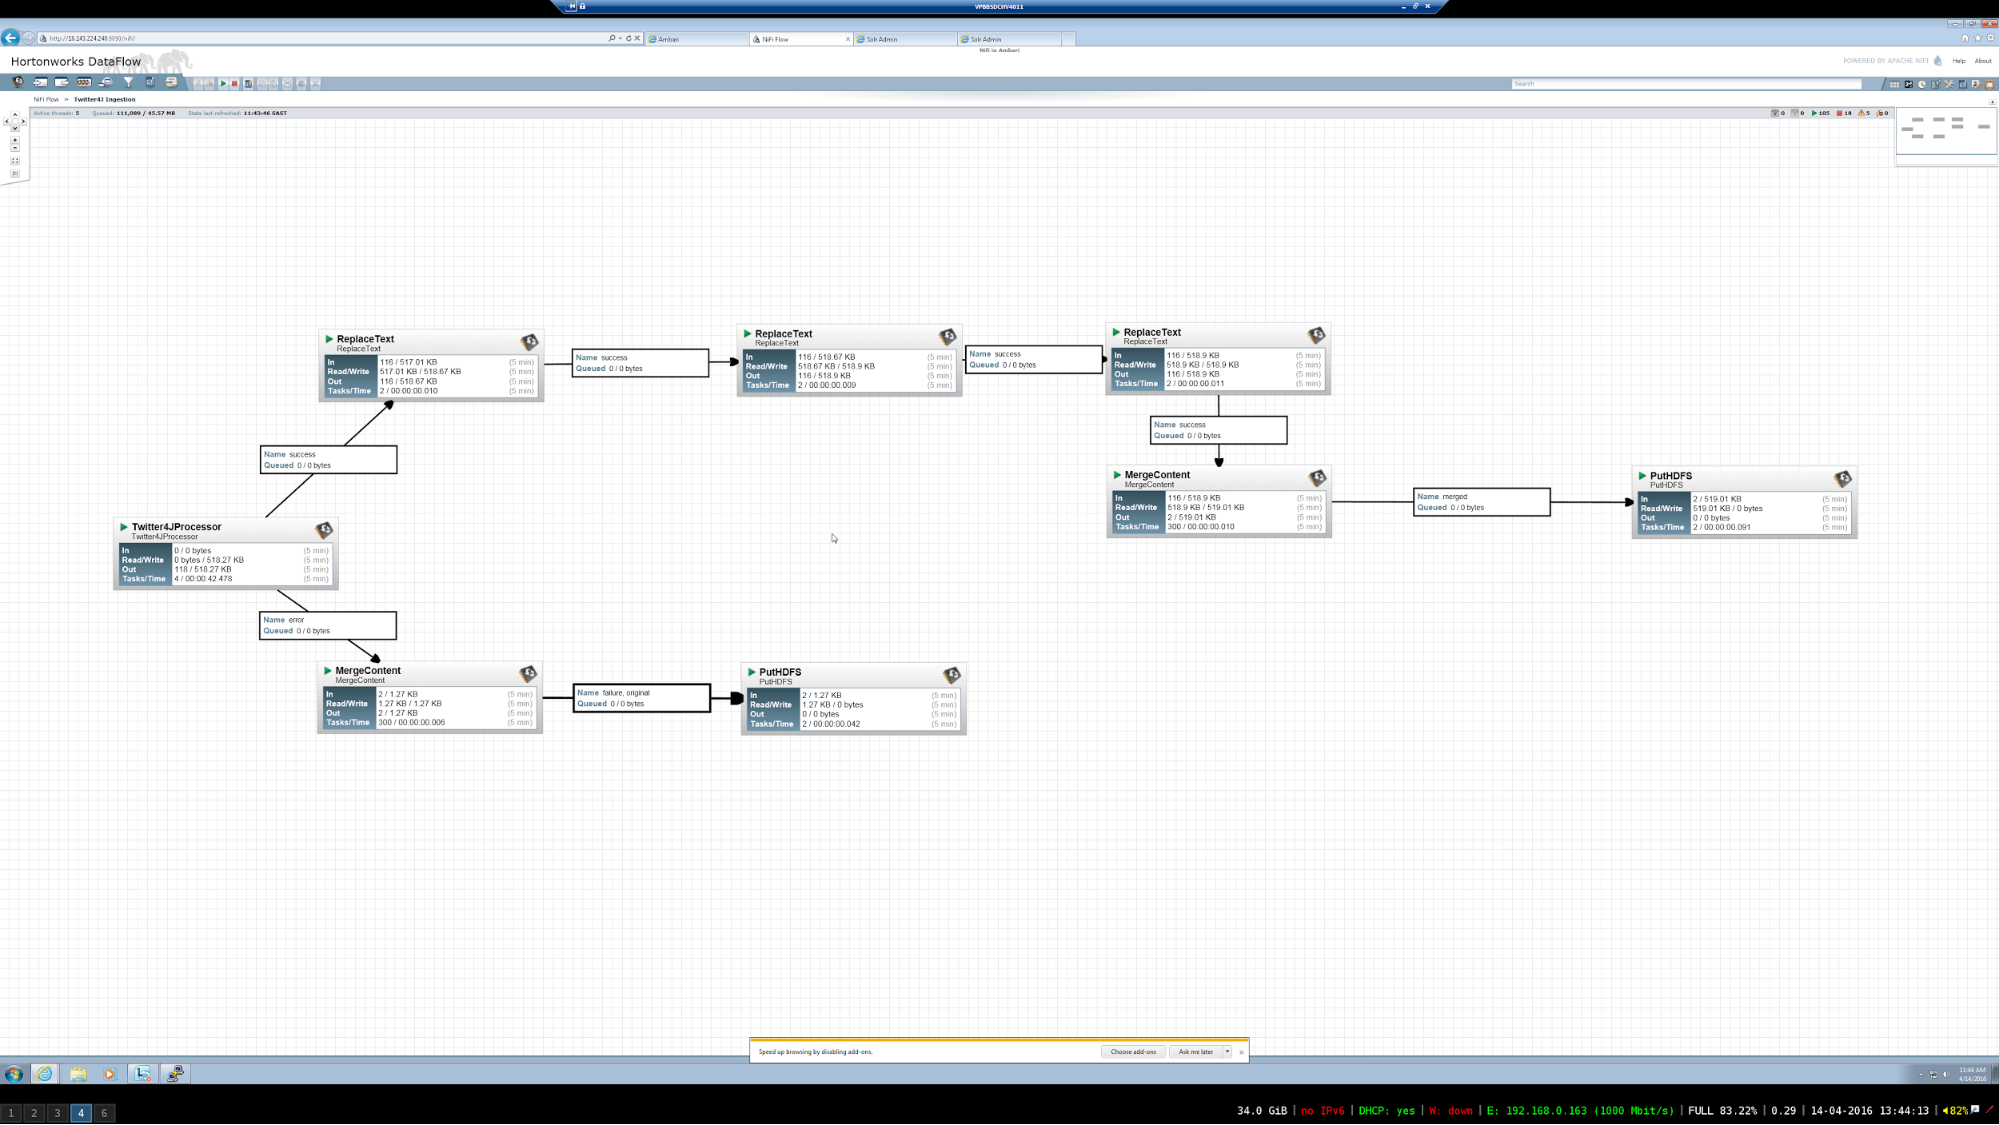 VPBBSDCHV4011
http://10.143.224.248:9090/nifi/
Ambari
NiFi Flow
Solr Admin
Solr Admin
Nifi in Ambari
Hortonworks DataFlow
POWERED BY APACHE NIFI
Help
About
Search
NiFi Flow » Twitter4J Ingestion
Active threads: 5 Queued: 111,089 / 45.57 MB Stats last refreshed: 11:43:46 SAST
0 0 105 18 5 0
ReplaceText
ReplaceText
In 116 / 517.01 KB (5 min)
Read/Write 517.01 KB / 518.67 KB (5 min)
Out 116 / 518.67 KB (5 min)
Tasks/Time 2 / 00:00:00.010 (5 min)
Name success
Queued 0 / 0 bytes
ReplaceText
ReplaceText
In 116 / 518.67 KB (5 min)
Read/Write 518.67 KB / 518.9 KB (5 min)
Out 116 / 518.9 KB (5 min)
Tasks/Time 2 / 00:00:00.009 (5 min)
Name success
Queued 0 / 0 bytes
ReplaceText
ReplaceText
In 116 / 518.9 KB (5 min)
Read/Write 518.9 KB / 518.9 KB (5 min)
Out 116 / 518.9 KB (5 min)
Tasks/Time 2 / 00:00:00.011 (5 min)
Name success
Queued 0 / 0 bytes
Name success
Queued 0 / 0 bytes
MergeContent
MergeContent
In 116 / 518.9 KB (5 min)
Read/Write 518.9 KB / 519.01 KB (5 min)
Out 2 / 519.01 KB (5 min)
Tasks/Time 300 / 00:00:00.010 (5 min)
Name merged
Queued 0 / 0 bytes
PutHDFS
PutHDFS
In 2 / 519.01 KB (5 min)
Read/Write 519.01 KB / 0 bytes (5 min)
Out 0 / 0 bytes (5 min)
Tasks/Time 2 / 00:00:00.091 (5 min)
Twitter4JProcessor
Twitter4JProcessor
In 0 / 0 bytes (5 min)
Read/Write 0 bytes / 518.27 KB (5 min)
Out 118 / 518.27 KB (5 min)
Tasks/Time 4 / 00:00:42.478 (5 min)
Name error
Queued 0 / 0 bytes
MergeContent
MergeContent
In 2 / 1.27 KB (5 min)
Read/Write 1.27 KB / 1.27 KB (5 min)
Out 2 / 1.27 KB (5 min)
Tasks/Time 300 / 00:00:00.006 (5 min)
Name failure, original
Queued 0 / 0 bytes
PutHDFS
PutHDFS
In 2 / 1.27 KB (5 min)
Read/Write 1.27 KB / 0 bytes (5 min)
Out 0 / 0 bytes (5 min)
Tasks/Time 2 / 00:00:00.042 (5 min)
Speed up browsing by disabling add-ons.
Choose add-ons
Ask me later
11:44 AM
4/14/2016
1 2 3 4 6
34.0 GiB | no IPv6 | DHCP: yes | W: down | E: 192.168.0.163 (1000 Mbit/s) | FULL 83.22% | 0.29 | 14-04-2016 13:44:13 | 82%